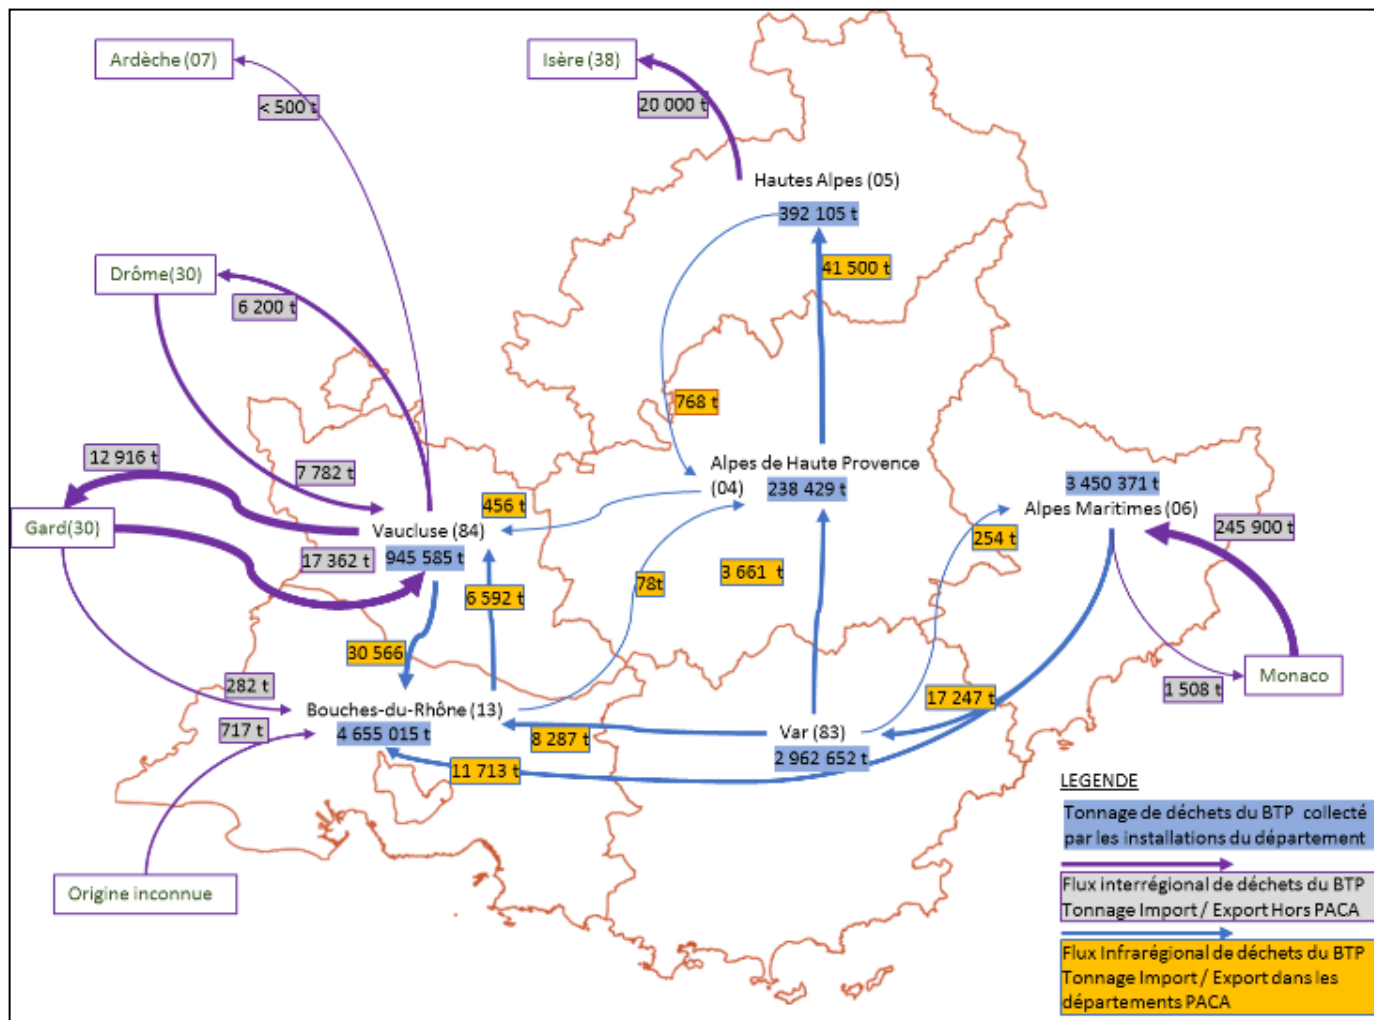 Ardèche (07)
Isère (38)
< 500 t
20 000 t
Hautes Alpes (05)
392 105 t
Drôme(30)
41 500 t
6 200 t
768 t
12 916 t
7 782 t
Alpes de Haute Provence
(04)
238 429 t
3 450 371 t
Alpes Maritimes (06)
456 t
245 900 t
Gard(30)
Vaucluse (84)
945 585 t
254 t
17 362 t
3 661 t
78t
6 592 t
30 566
282 t
Monaco
1 508 t
17 247 t
Bouches-du-Rhône (13)
4 655 015 t
717 t
8 287 t
Var (83)
2 962 652 t
11 713 t
LEGENDE
Tonnage de déchets du BTP collecté
par les installations du département
Flux interrégional de déchets du BTP
Tonnage Import / Export Hors PACA
Origine inconnue
Flux Infrarégional de déchets du BTP
Tonnage Import / Export dans les
départements PACA